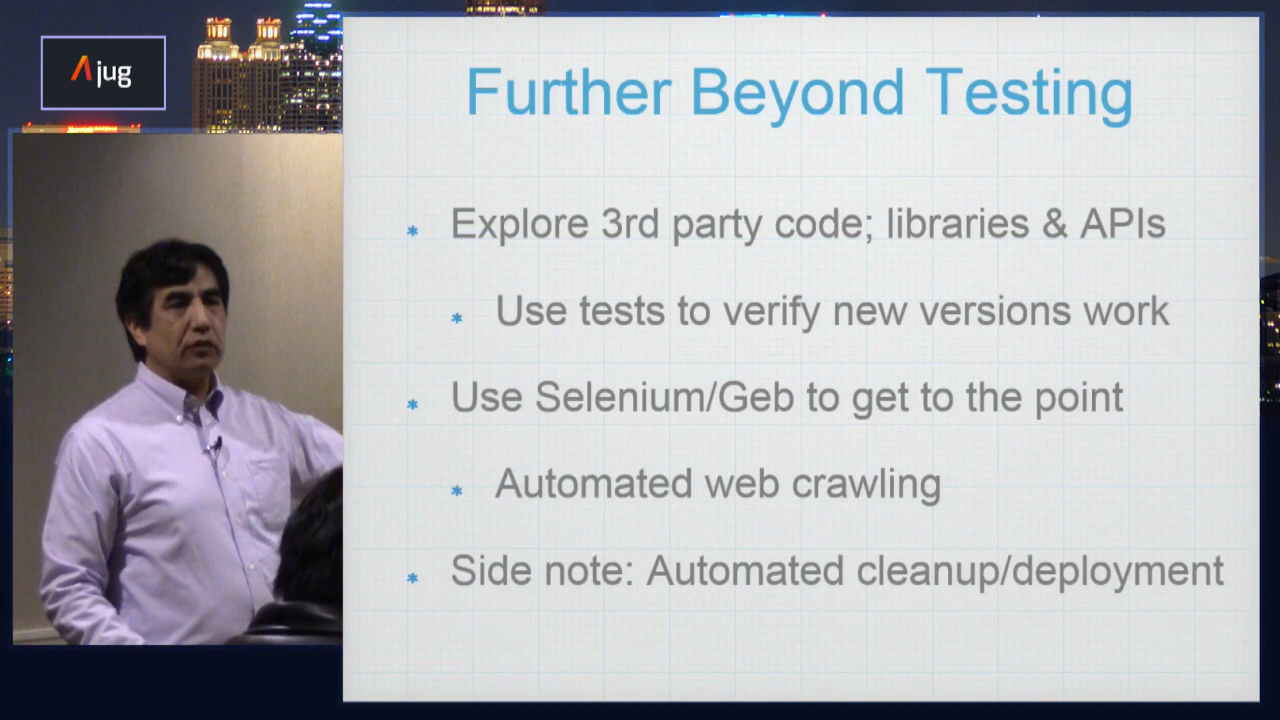 Ajug
Further Beyond Testing
* Explore 3rd party code; libraries & APIs
* Use tests to verify new versions work
* Use Selenium/Geb to get to the point
* Automated web crawling
* Side note: Automated cleanup/deployment